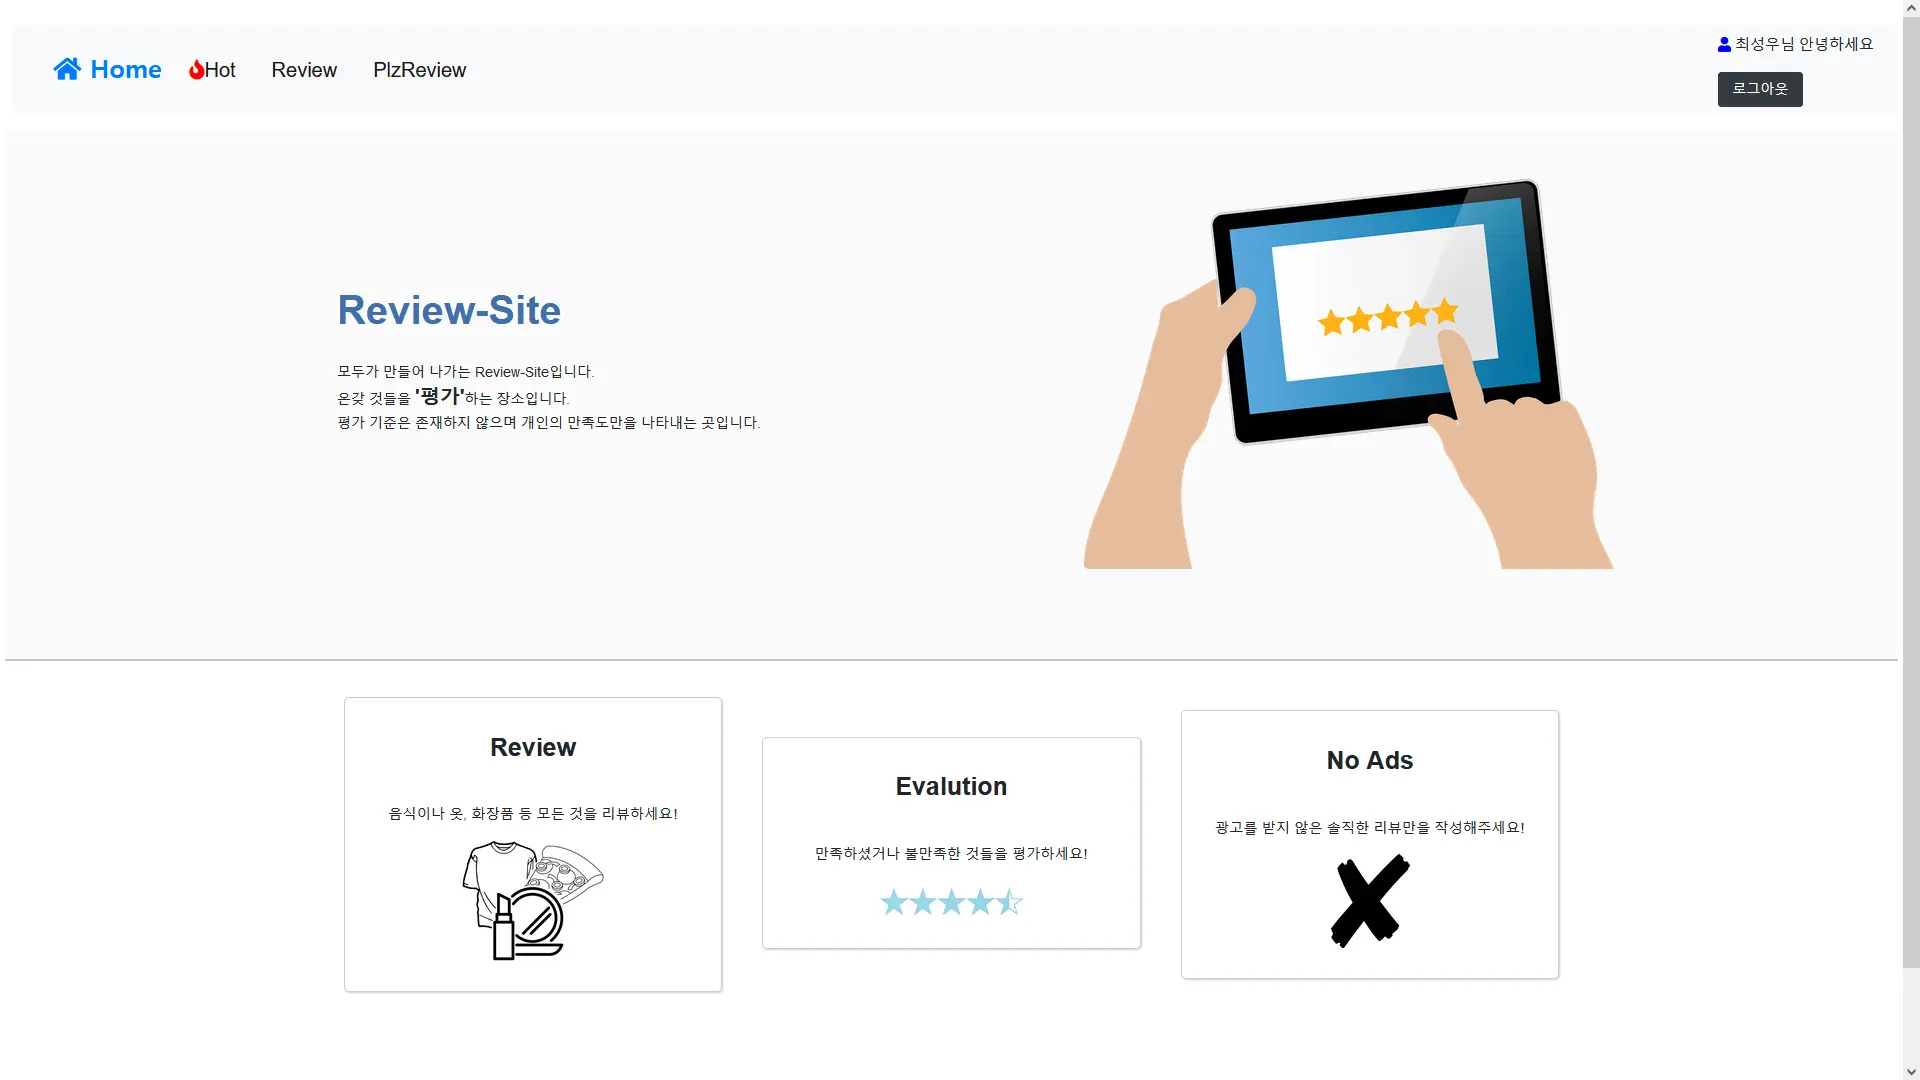 Home
Hot
Review
PlzReview
최성우님 안녕하세요
로그아웃
Review-Site
모두가 만들어 나가는 Review-Site입니다.
온갖 것들을 '평가'하는 장소입니다.
평가 기준은 존재하지 않으며 개인의 만족도만을 나타내는 곳입니다.
Review
음식이나 옷, 화장품 등 모든 것을 리뷰하세요!
Evalution
만족하셨거나 불만족한 것들을 평가하세요!
No Ads
광고를 받지 않은 솔직한 리뷰만을 작성해주세요!